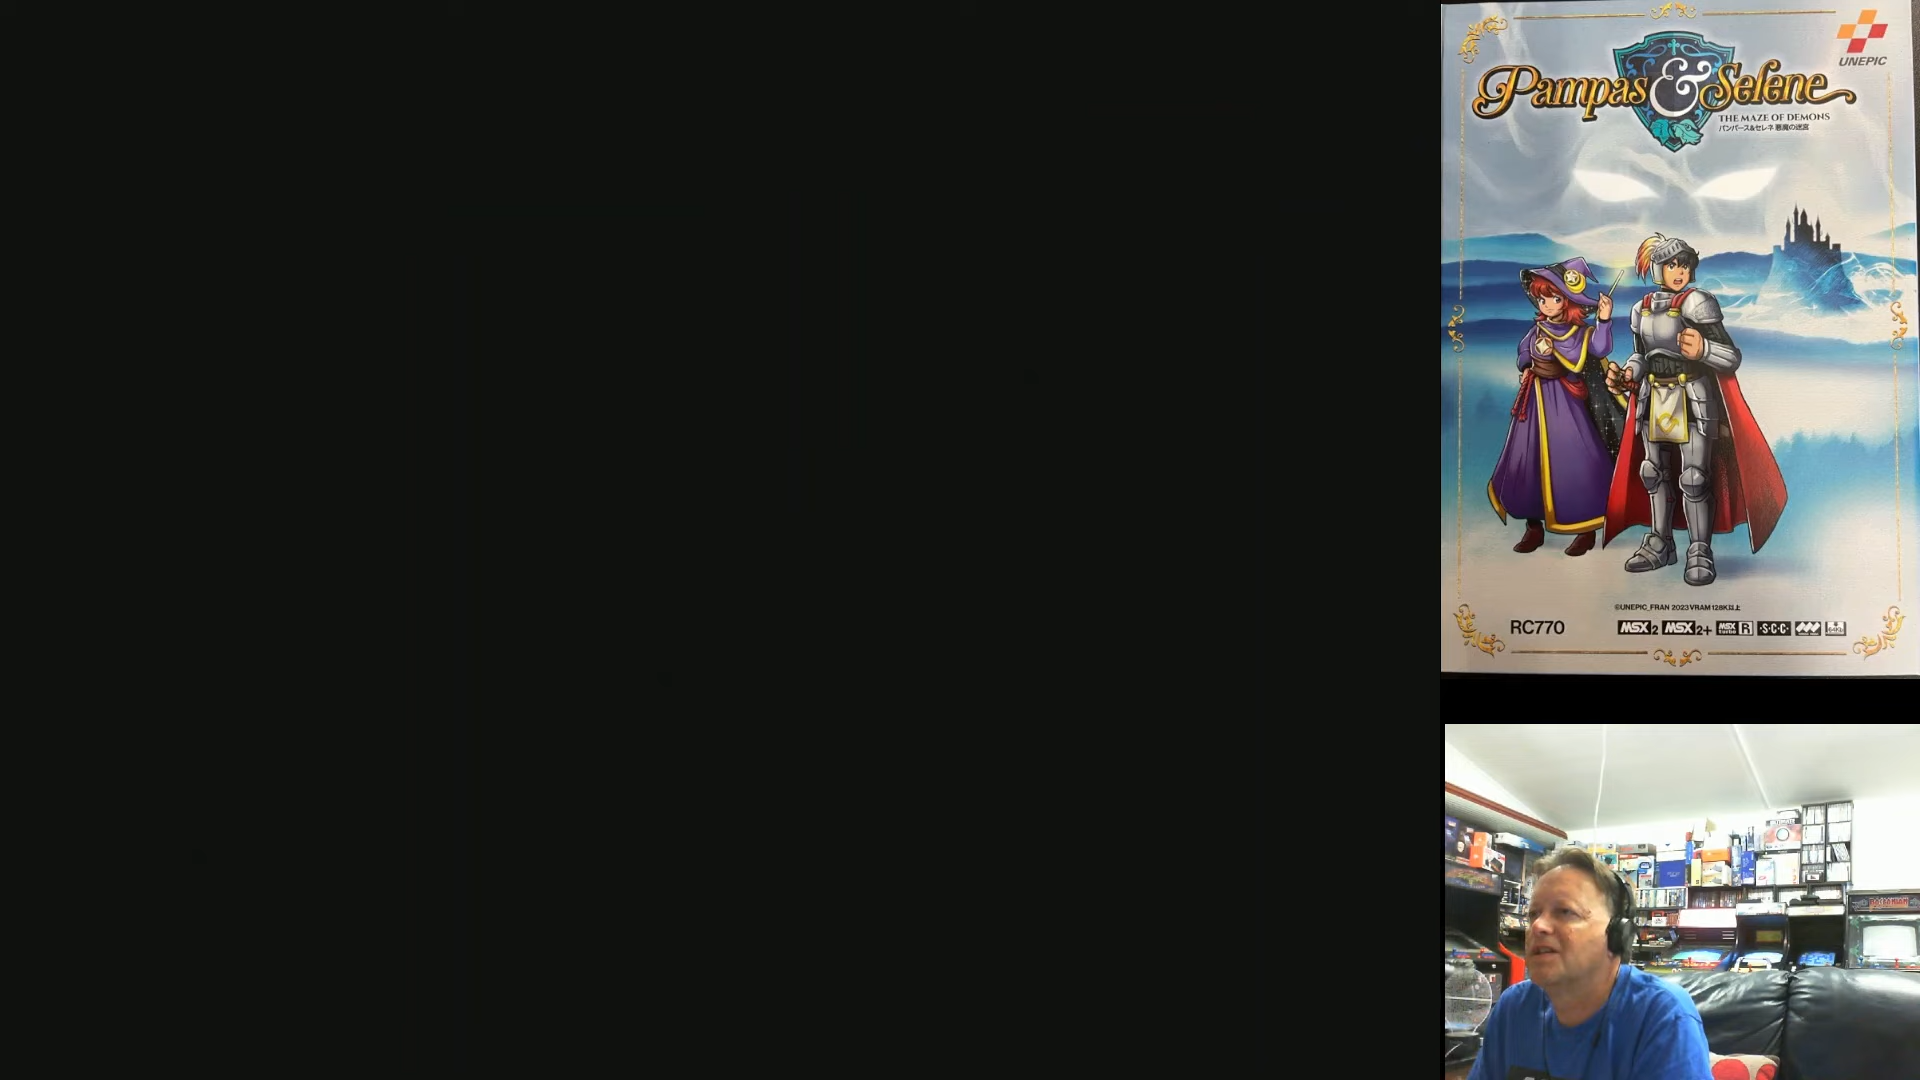 UNEPIC
Pampas & Selene
THE MAZE OF DEMONS
パンパース&セレネ 悪魔の迷宮
©UNEPIC_FRAN 2023 VRAM 128K以上
RC770
MSX2 MSX2+ MSX turbo R SCC